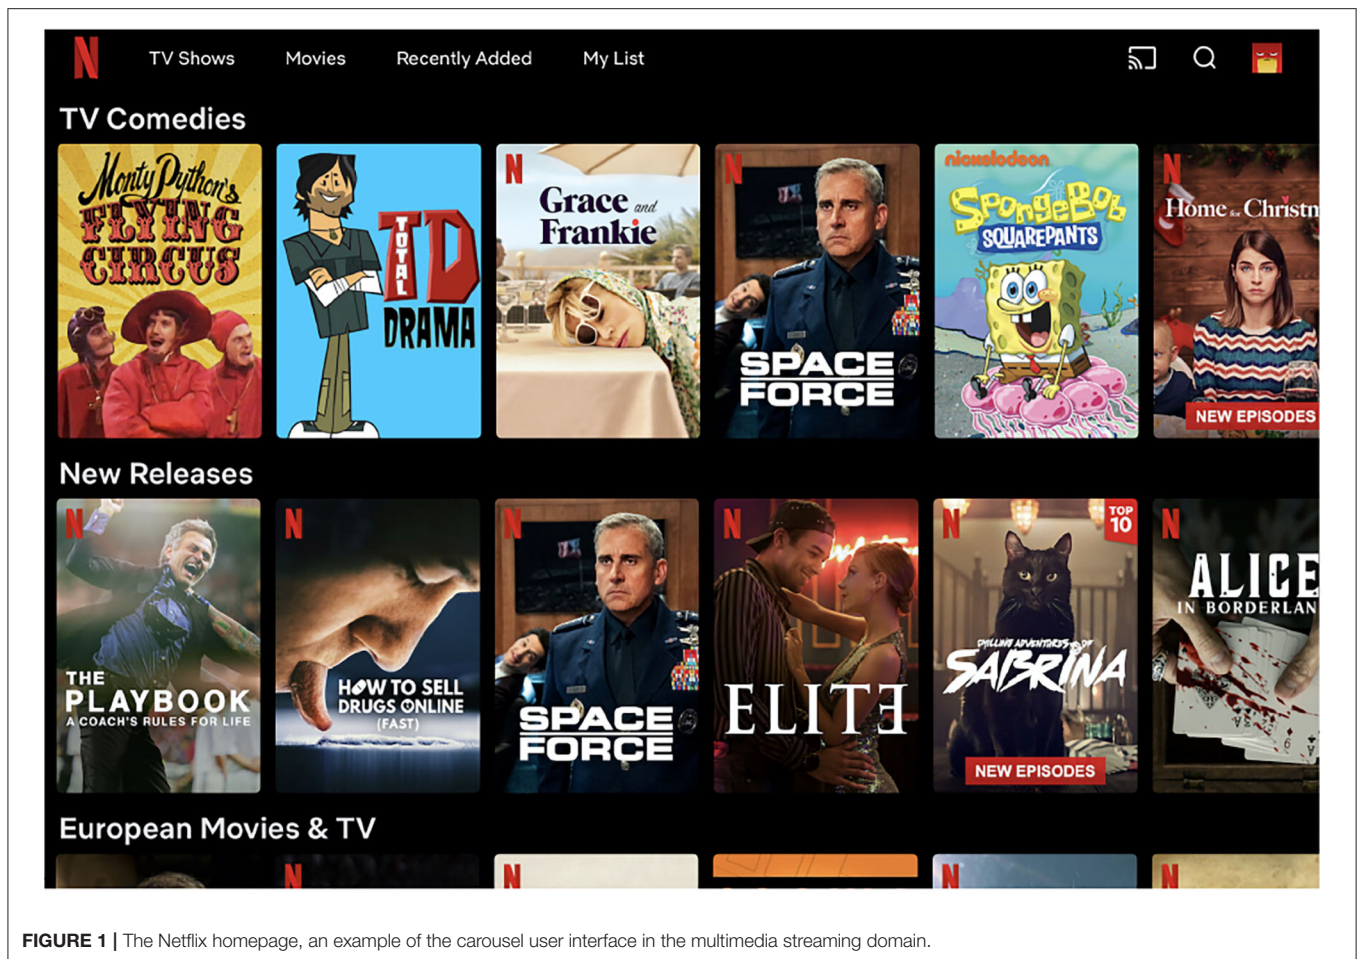 N TV Shows Movies Recently Added My List
TV Comedies
Monty Python's
FLYING
CIRCUS
TOTAL
TD
DRAMA
N
Grace and
Frankie
N
SPACE
FORCE
nickelodeon
SPONGEBOB
SQUAREPANTS
N
Home for Christm
NEW EPISODES
New Releases
N
THE
PLAYBOOK
A COACH'S RULES FOR LIFE
N
HOW TO SELL
DRUGS ONLINE
(FAST)
N
SPACE
FORCE
N
ELITE
N
TOP
10
CHILLING ADVENTURES OF
SABRINA
NEW EPISODES
N
ALICE
IN BORDERLAN
European Movies & TV
N N N N
FIGURE 1 | The Netflix homepage, an example of the carousel user interface in the multimedia streaming domain.